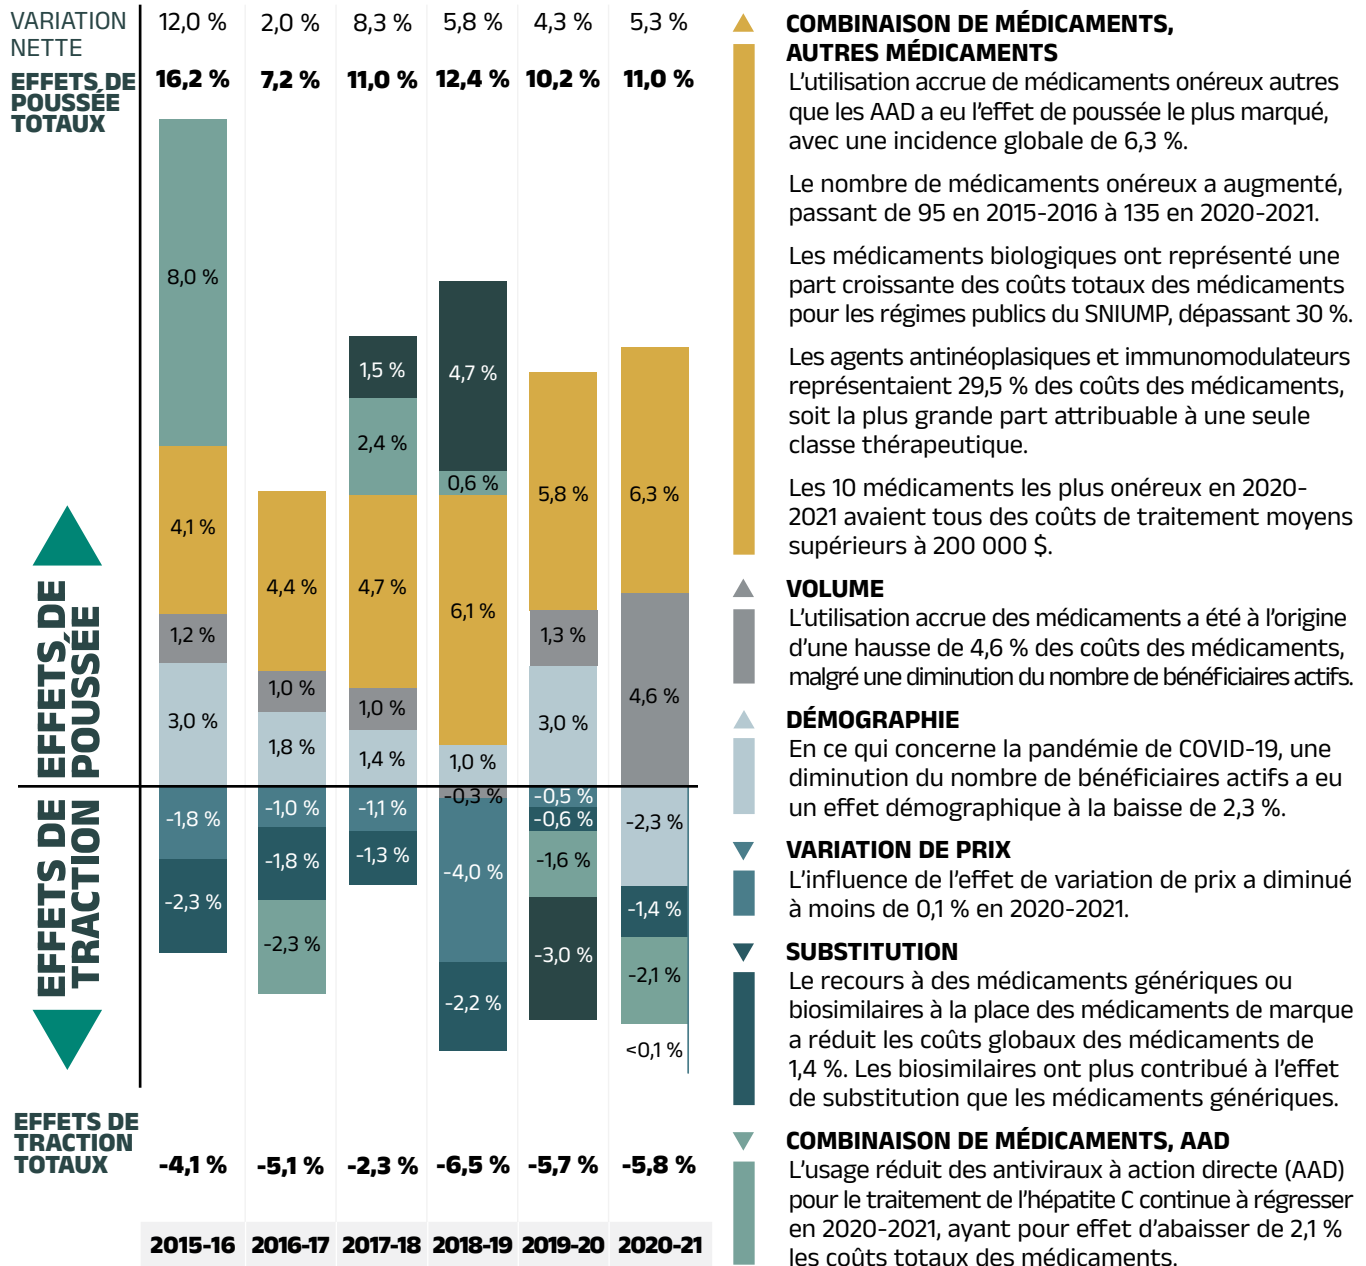 VARIATION NETTE
12,0 % 2,0 % 8,3 % 5,8 % 4,3 % 5,3 %
EFFETS DE POUSSÉE TOTAUX
16,2 % 7,2 % 11,0 % 12,4 % 10,2 % 11,0 %
EFFETS DE POUSSÉE
EFFETS DE TRACTION
8,0 %
4,1 %
1,2 %
3,0 %
-1,8 %
-2,3 %
4,4 %
1,0 %
1,8 %
-1,0 %
-1,8 %
-2,3 %
1,5 %
2,4 %
4,7 %
1,0 %
1,4 %
-1,1 %
-1,3 %
4,7 %
0,6 %
6,1 %
1,0 %
-0,3 %
-4,0 %
-2,2 %
5,8 %
1,3 %
3,0 %
-0,5 %
-0,6 %
-1,6 %
-3,0 %
6,3 %
4,6 %
-2,3 %
-1,4 %
-2,1 %
<0,1 %
EFFETS DE TRACTION TOTAUX
-4,1 % -5,1 % -2,3 % -6,5 % -5,7 % -5,8 %
2015-16 2016-17 2017-18 2018-19 2019-20 2020-21
COMBINAISON DE MÉDICAMENTS,
AUTRES MÉDICAMENTS
L'utilisation accrue de médicaments onéreux autres
que les AAD a eu l'effet de poussée le plus marqué,
avec une incidence globale de 6,3 %.
Le nombre de médicaments onéreux a augmenté,
passant de 95 en 2015-2016 à 135 en 2020-2021.
Les médicaments biologiques ont représenté une
part croissante des coûts totaux des médicaments
pour les régimes publics du SNIUMP, dépassant 30 %.
Les agents antinéoplasiques et immunomodulateurs
représentaient 29,5 % des coûts des médicaments,
soit la plus grande part attribuable à une seule
classe thérapeutique.
Les 10 médicaments les plus onéreux en 2020-
2021 avaient tous des coûts de traitement moyens
supérieurs à 200 000 $.
VOLUME
L'utilisation accrue des médicaments a été à l'origine
d'une hausse de 4,6 % des coûts des médicaments,
malgré une diminution du nombre de bénéficiaires actifs.
DÉMOGRAPHIE
En ce qui concerne la pandémie de COVID-19, une
diminution du nombre de bénéficiaires actifs a eu
un effet démographique à la baisse de 2,3 %.
VARIATION DE PRIX
L'influence de l'effet de variation de prix a diminué
à moins de 0,1 % en 2020-2021.
SUBSTITUTION
Le recours à des médicaments génériques ou
biosimilaires à la place des médicaments de marque
a réduit les coûts globaux des médicaments de
1,4 %. Les biosimilaires ont plus contribué à l'effet
de substitution que les médicaments génériques.
COMBINAISON DE MÉDICAMENTS, AAD
L'usage réduit des antiviraux à action directe (AAD)
pour le traitement de l'hépatite C continue à régresser
en 2020-2021, ayant pour effet d'abaisser de 2,1 %
les coûts totaux des médicaments.